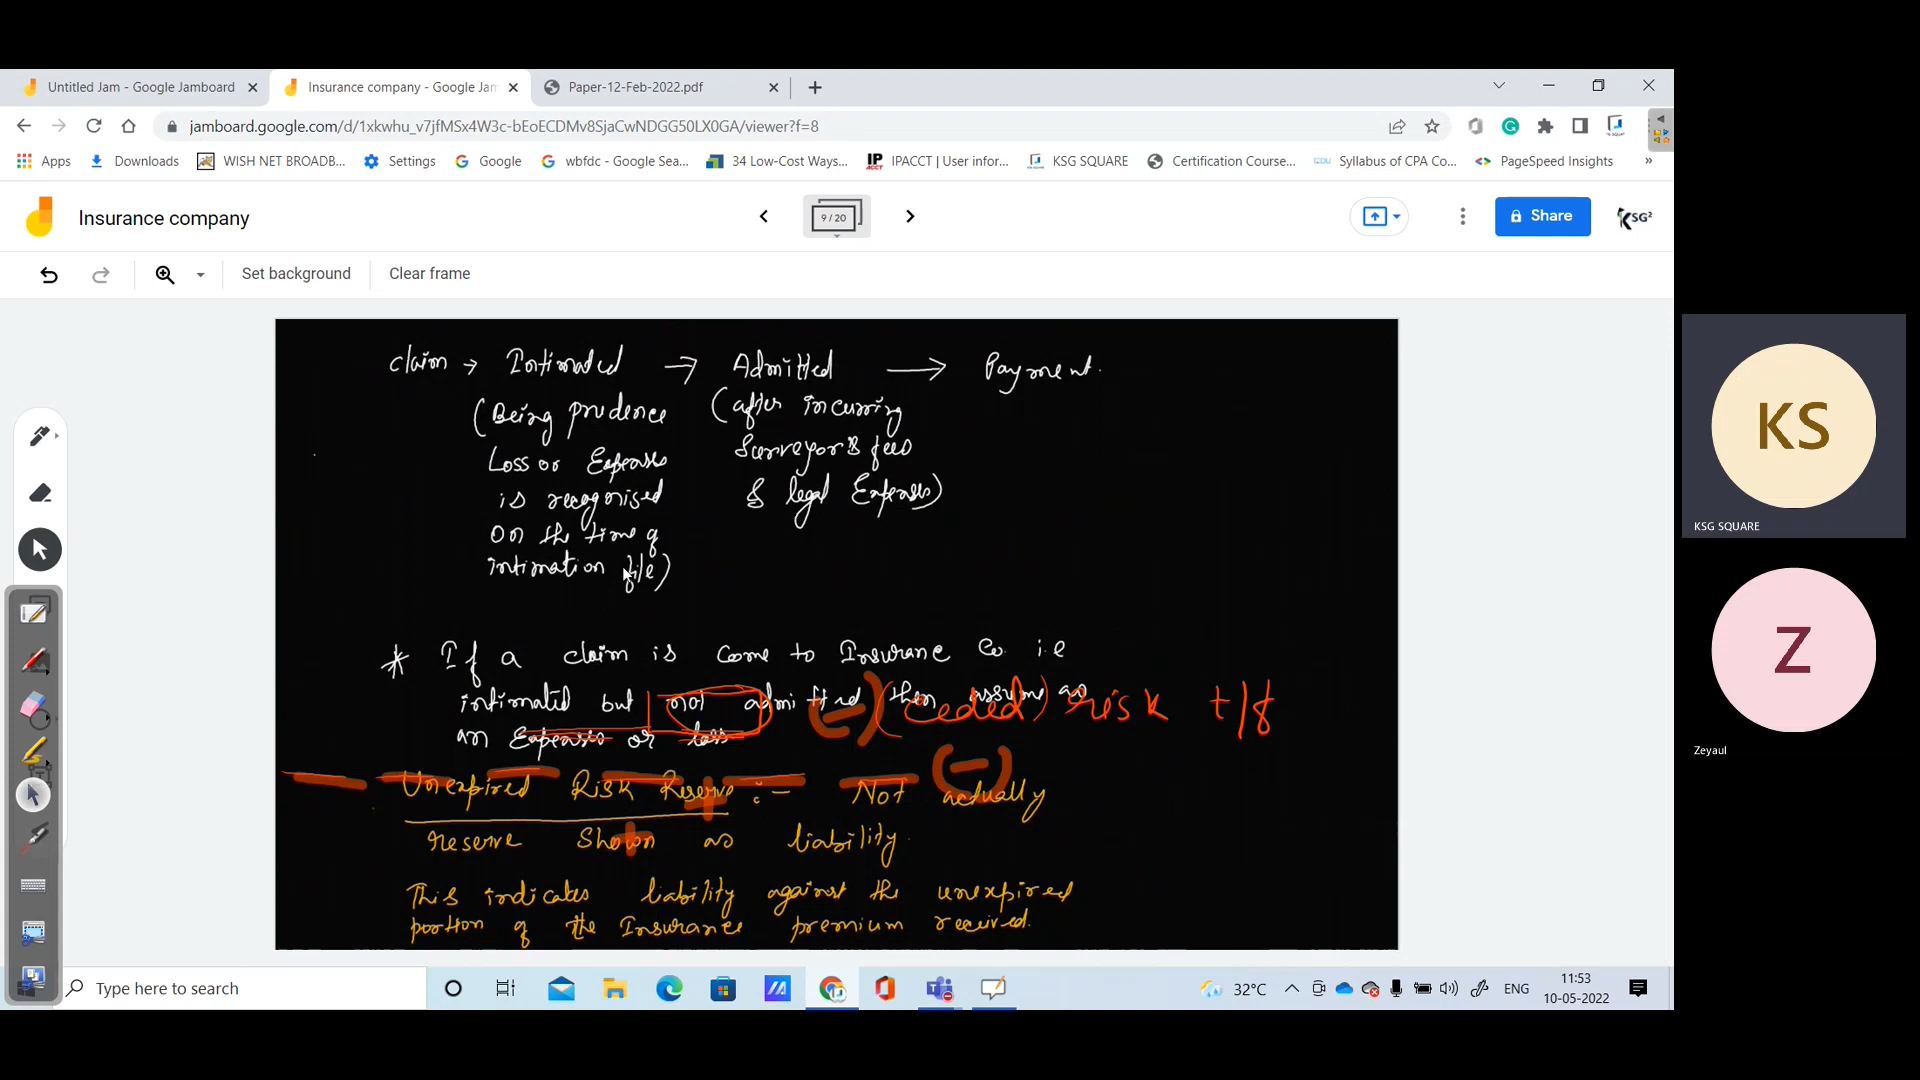 Untitled Jam - Google Jamboard
Insurance company - Google Jam
Paper-12-Feb-2022.pdf
jamboard.google.com/d/1xkwhu_v7jfMSx4W3c-bEoECDMv8SjaCwNDGG50LX0GA/viewer?f=8
Apps Downloads WISH NET BROADB... Settings Google wbfdc - Google Sea... 34 Low-Cost Ways... IPACCT | User infor... KSG SQUARE Certification Course... Syllabus of CPA Co... PageSpeed Insights »
Insurance company
9 / 20
Share
KSG²
Set background
Clear frame
claim → Intimated → Admitted → Payment.
(Being prudence
Loss or Expenses
is recognised
on the time of
intimation file)
(after incurring
Surveyor's fees
& legal Expenses)
* If a claim is come to Insurance Co. i.e
intimated but not admitted then assume as
an Expenses or loss
(-) (ceded) risk t/f
(-)
Unexpired Risk Reserve :- Not actually
reserve Shown as liability
This indicates liability against the unexpired
portion of the Insurance premium received.
KS
KSG SQUARE
Z
Zeyaul
Type here to search
32°C
ENG
11:53
10-05-2022